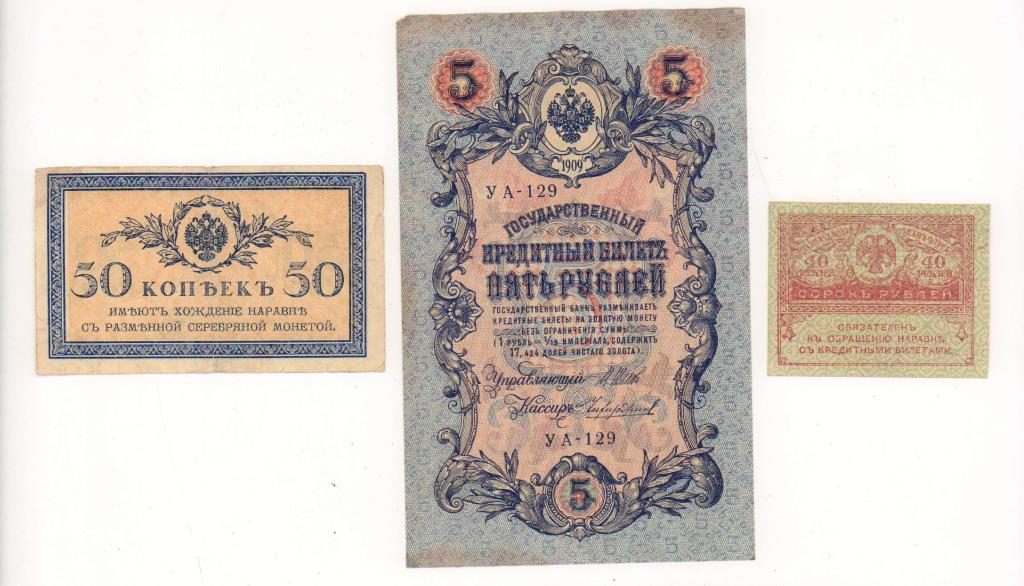 50 КОПѢЕКЪ 50
ИМѢЮТЪ ХОЖДЕНІЕ НАРАВНѢ
СЪ РАЗМѢННОЙ СЕРЕБРЯНОЙ МОНЕТОЙ.
5 5
1909
УА-129
ГОСУДАРСТВЕННЫЙ
КРЕДИТНЫЙ БИЛЕТЪ
ПЯТЬ РУБЛЕЙ
ГОСУДАРСТВЕННЫЙ БАНКЪ РАЗМѢНИВАЕТЪ
КРЕДИТНЫЕ БИЛЕТЫ НА ЗОЛОТУЮ МОНЕТУ
БЕЗЪ ОГРАНИЧЕНІЯ СУММЫ
(1 РУБЛЬ = 1/15 ИМПЕРІАЛА, СОДЕРЖИТЪ
17,424 ДОЛЕЙ ЧИСТАГО ЗОЛОТА).
Управляющій
Кассиръ
УА-129
5
40 40
СОРОКЪ РУБЛЕЙ
ОБЯЗАТЕЛЕНЪ
КЪ ОБРАЩЕНІЮ НАРАВНѢ
СЪ КРЕДИТНЫМИ БИЛЕТАМИ.